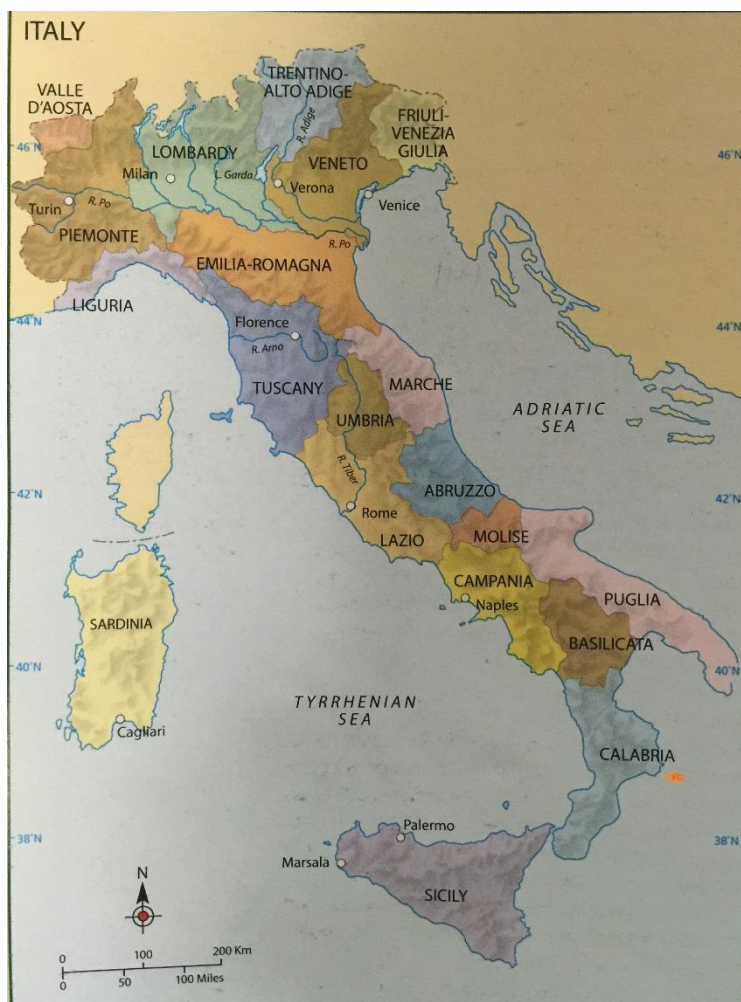 ITALY
VALLE
D'AOSTA
TRENTINO-
ALTO ADIGE
FRIULI-
VENEZIA
GIULIA
R. Adige
46°N
46°N
LOMBARDY
VENETO
Milan
L. Garda
Verona
Turin
R. Po
Venice
PIEMONTE
R. Po
EMILIA-ROMAGNA
LIGURIA
44°N
44°N
Florence
R. Arno
TUSCANY
MARCHE
UMBRIA
ADRIATIC
SEA
R. Tiber
42°N
42°N
ABRUZZO
Rome
LAZIO
MOLISE
CAMPANIA
Naples
PUGLIA
SARDINIA
BASILICATA
40°N
40°N
TYRRHENIAN
SEA
Cagliari
CALABRIA
38°N
38°N
Palermo
Marsala
SICILY
N
0 100 200 Km
0 50 100 Miles